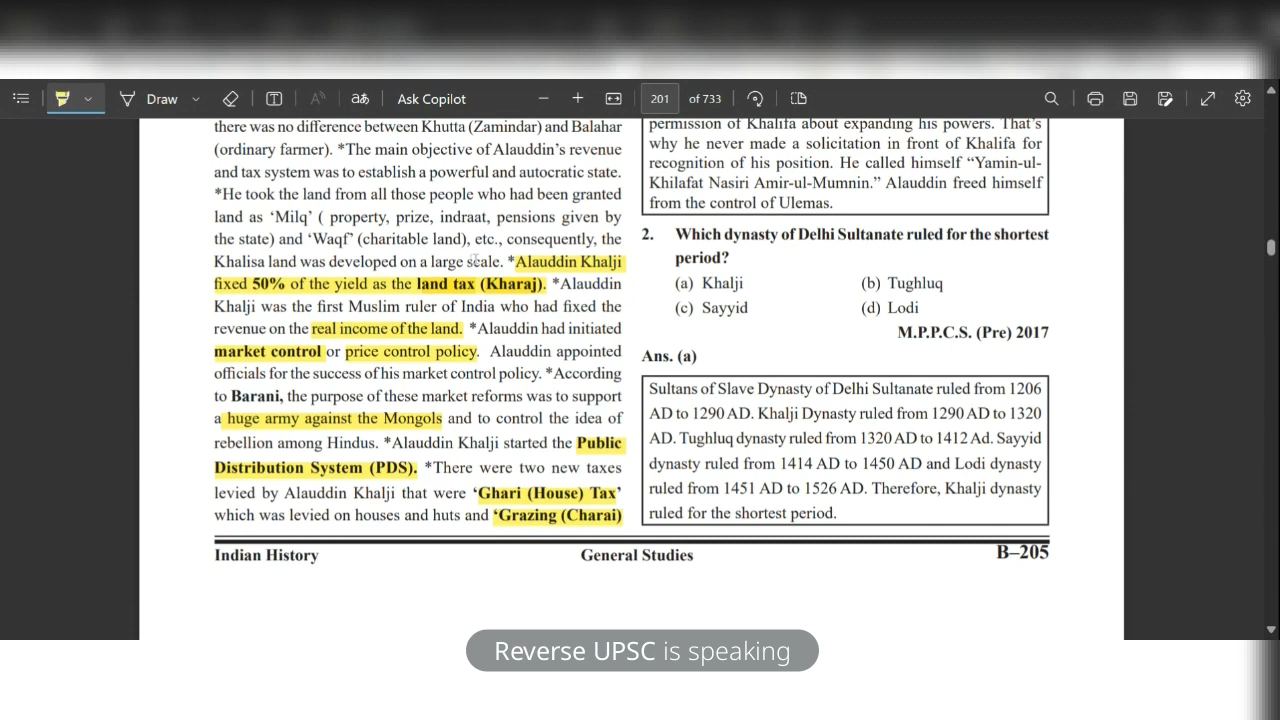 Draw
Ask Copilot
201
of 733
there was no difference between Khutta (Zamindar) and Balahar
(ordinary farmer). *The main objective of Alauddin's revenue
and tax system was to establish a powerful and autocratic state.
*He took the land from all those people who had been granted
land as 'Milq' ( property, prize, indraat, pensions given by
the state) and 'Waqf' (charitable land), etc., consequently, the
Khalisa land was developed on a large scale. *Alauddin Khalji
fixed 50% of the yield as the land tax (Kharaj). *Alauddin
Khalji was the first Muslim ruler of India who had fixed the
revenue on the real income of the land. *Alauddin had initiated
market control or price control policy. Alauddin appointed
officials for the success of his market control policy. *According
to Barani, the purpose of these market reforms was to support
a huge army against the Mongols and to control the idea of
rebellion among Hindus. *Alauddin Khalji started the Public
Distribution System (PDS). *There were two new taxes
levied by Alauddin Khalji that were 'Ghari (House) Tax'
which was levied on houses and huts and 'Grazing (Charai)
permission of Khalifa about expanding his powers. That's
why he never made a solicitation in front of Khalifa for
recognition of his position. He called himself "Yamin-ul-
Khilafat Nasiri Amir-ul-Mumnin." Alauddin freed himself
from the control of Ulemas.
2. Which dynasty of Delhi Sultanate ruled for the shortest
period?
(a) Khalji (b) Tughluq
(c) Sayyid (d) Lodi
M.P.P.C.S. (Pre) 2017
Ans. (a)
Sultans of Slave Dynasty of Delhi Sultanate ruled from 1206
AD to 1290 AD. Khalji Dynasty ruled from 1290 AD to 1320
AD. Tughluq dynasty ruled from 1320 AD to 1412 Ad. Sayyid
dynasty ruled from 1414 AD to 1450 AD and Lodi dynasty
ruled from 1451 AD to 1526 AD. Therefore, Khalji dynasty
ruled for the shortest period.
Indian History General Studies B–205
Reverse UPSC is speaking